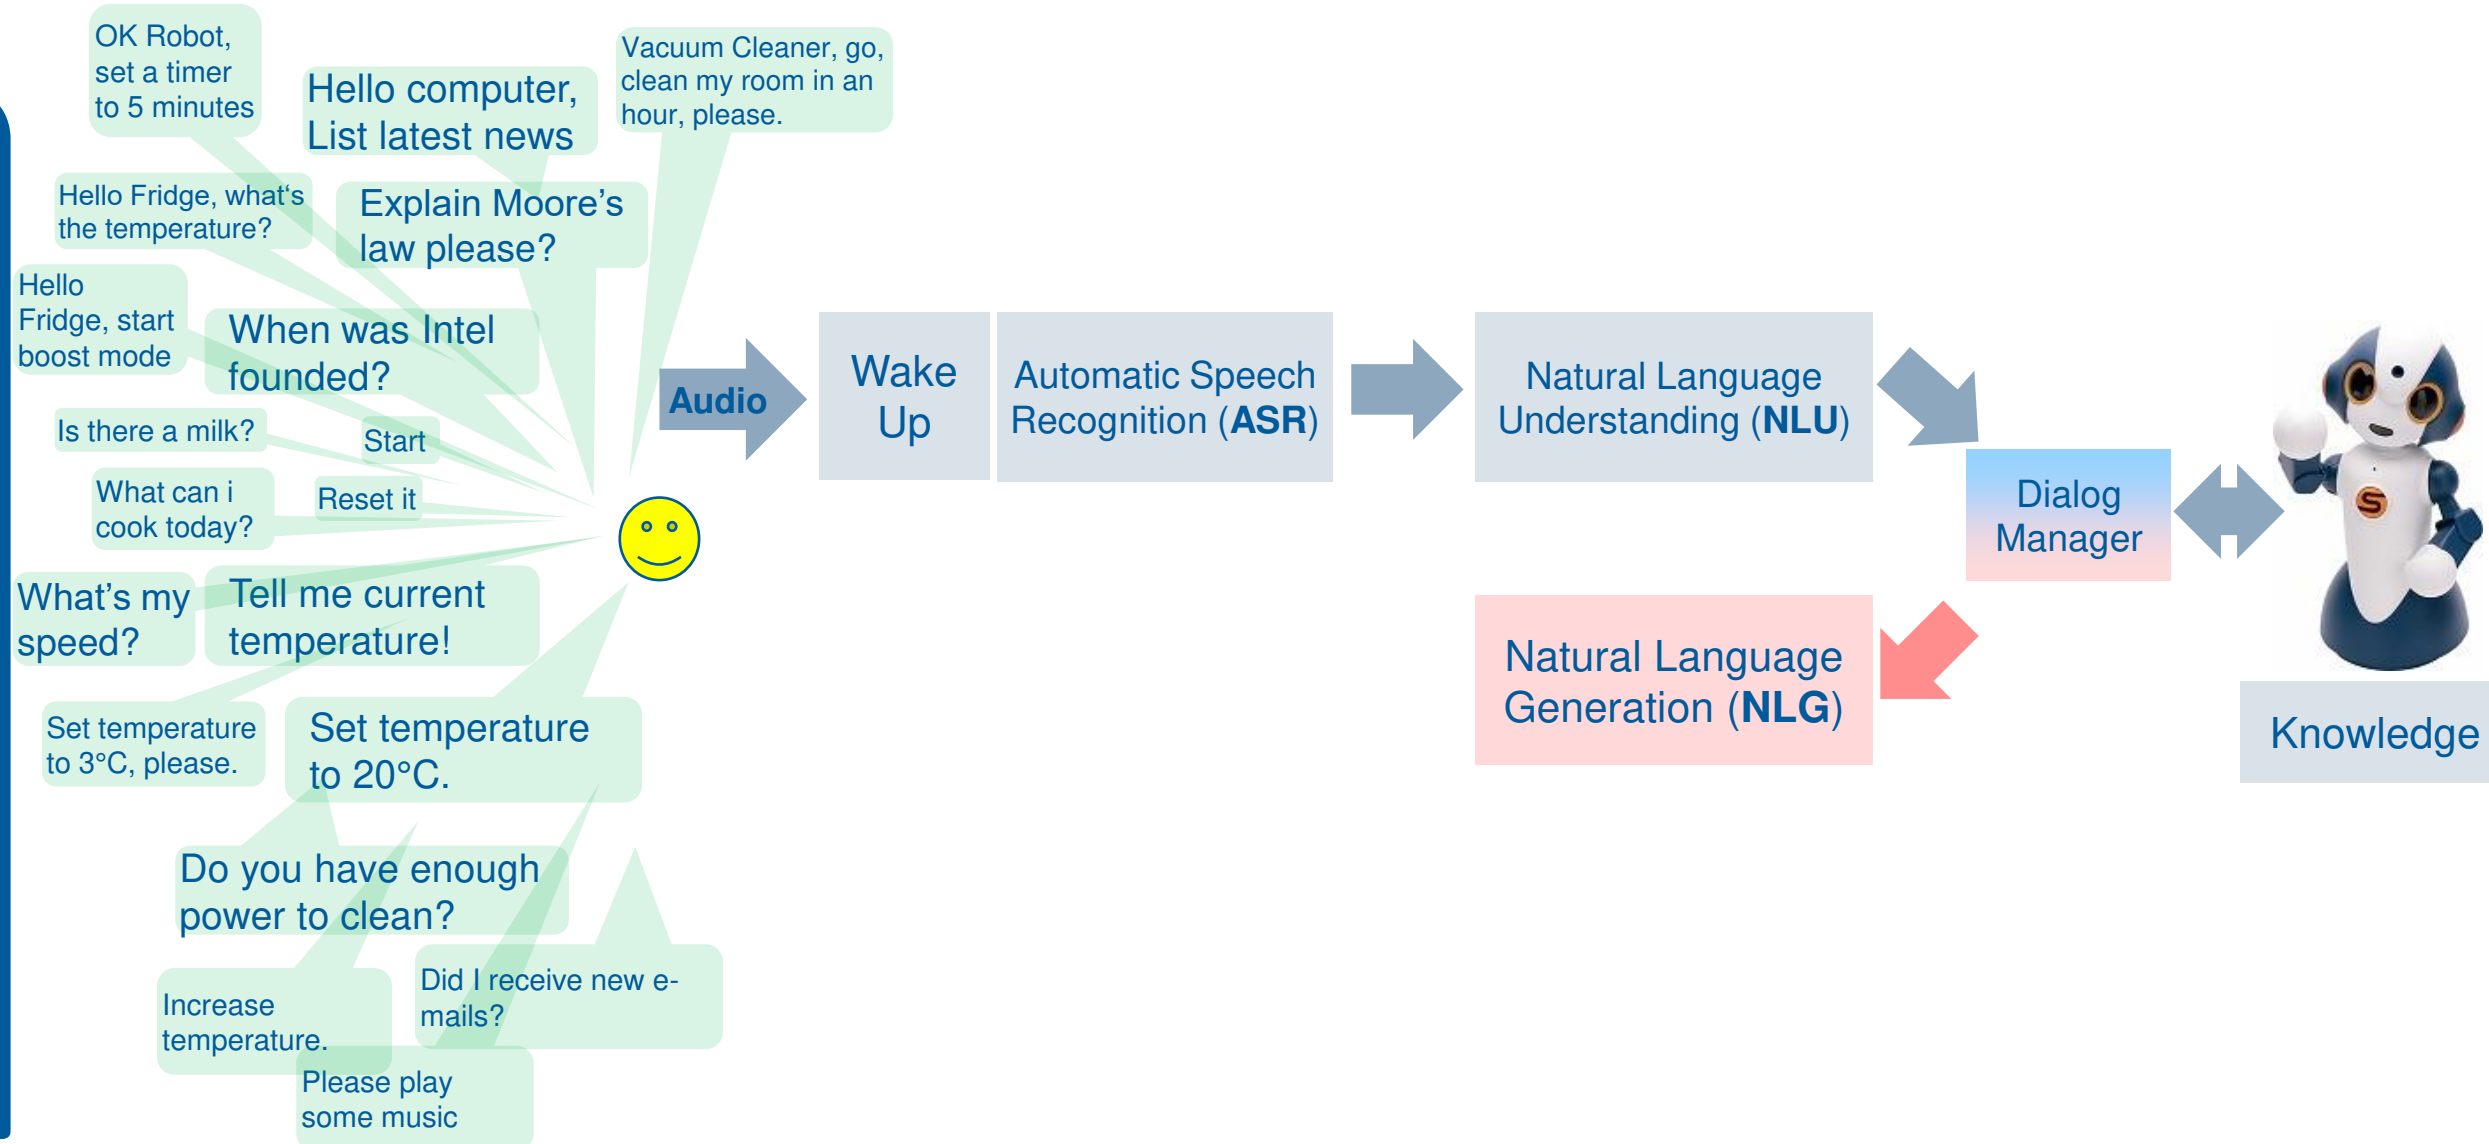 OK Robot,
set a timer
to 5 minutes
Hello computer,
List latest news
Vacuum Cleaner, go,
clean my room in an
hour, please.
Hello Fridge, what‘s
the temperature?
Explain Moore’s
law please?
Hello
Fridge, start
boost mode
When was Intel
founded?
Is there a milk?
Start
What can i
cook today?
Reset it
What’s my
speed?
Tell me current
temperature!
Set temperature
to 3°C, please.
Set temperature
to 20°C.
Do you have enough
power to clean?
Increase
temperature.
Did I receive new e-
mails?
Please play
some music
Audio
Wake
Up
Automatic Speech
Recognition (ASR)
Natural Language
Understanding (NLU)
Dialog
Manager
Natural Language
Generation (NLG)
S
Knowledge